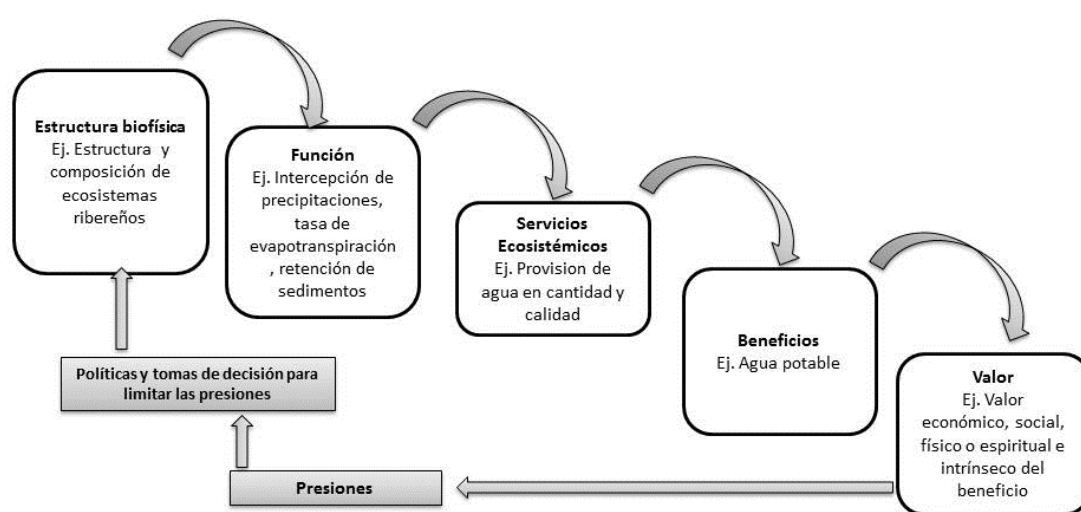 Estructura biofísica
Ej. Estructura y
composición de
ecosistemas
ribereños
Función
Ej. Intercepción de
precipitaciones,
tasa de
evapotranspiración
, retención de
sedimentos
Servicios
Ecosistémicos
Ej. Provision de
agua en cantidad y
calidad
Beneficios
Ej. Agua potable
Valor
Ej. Valor
económico, social,
físico o espiritual e
intrínseco del
beneficio
Políticas y tomas de decisión para
limitar las presiones
Presiones